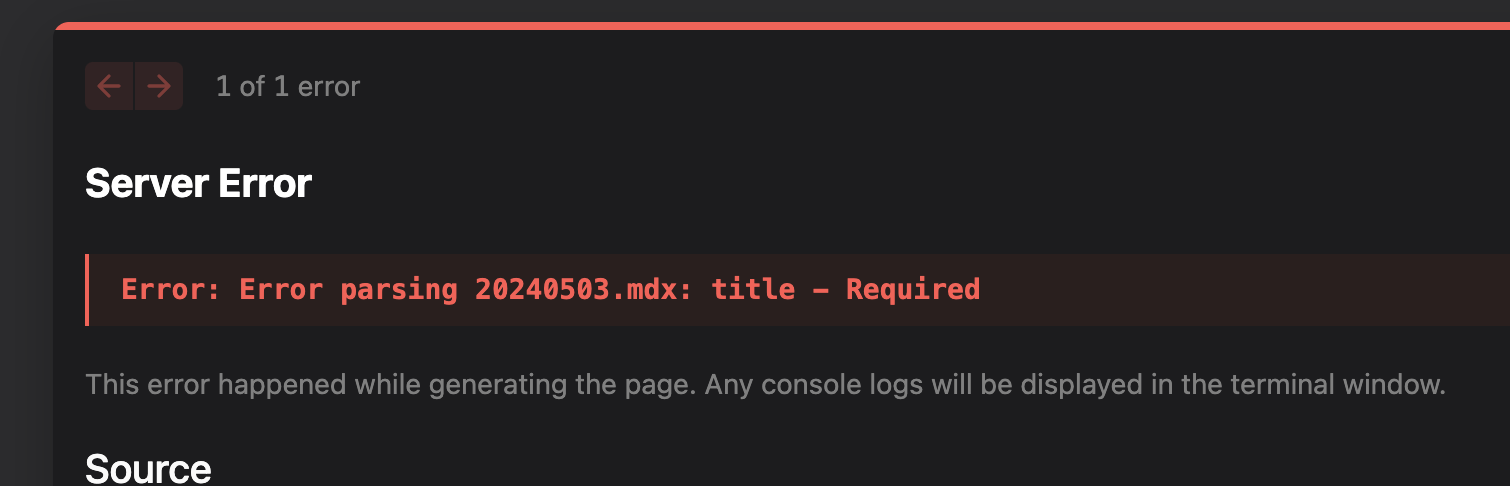 1 of 1 error
Server Error
Error: Error parsing 20240503.mdx: title – Required
This error happened while generating the page. Any console logs will be displayed in the terminal window.
Source